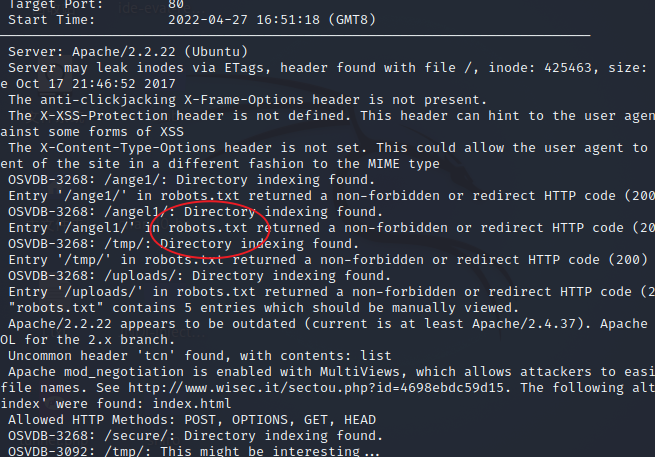 Target Port: 80
Start Time: 2022-04-27 16:51:18 (GMT8)
Server: Apache/2.2.22 (Ubuntu)
Server may leak inodes via ETags, header found with file /, inode: 425463, size:
e Oct 17 21:46:52 2017
The anti-clickjacking X-Frame-Options header is not present.
The X-XSS-Protection header is not defined. This header can hint to the user agen
ainst some forms of XSS
The X-Content-Type-Options header is not set. This could allow the user agent to
ent of the site in a different fashion to the MIME type
OSVDB-3268: /ange1/: Directory indexing found.
Entry '/ange1/' in robots.txt returned a non-forbidden or redirect HTTP code (200
OSVDB-3268: /angel1/: Directory indexing found.
Entry '/angel1/' in robots.txt returned a non-forbidden or redirect HTTP code (20
OSVDB-3268: /tmp/: Directory indexing found.
Entry '/tmp/' in robots.txt returned a non-forbidden or redirect HTTP code (200)
OSVDB-3268: /uploads/: Directory indexing found.
Entry '/uploads/' in robots.txt returned a non-forbidden or redirect HTTP code (2
"robots.txt" contains 5 entries which should be manually viewed.
Apache/2.2.22 appears to be outdated (current is at least Apache/2.4.37). Apache
OL for the 2.x branch.
Uncommon header 'tcn' found, with contents: list
Apache mod_negotiation is enabled with MultiViews, which allows attackers to easi
file names. See http://www.wisec.it/sectou.php?id=4698ebdc59d15. The following alt
index' were found: index.html
Allowed HTTP Methods: POST, OPTIONS, GET, HEAD
OSVDB-3268: /secure/: Directory indexing found.
OSVDB-3092: /tmp/: This might be interesting...